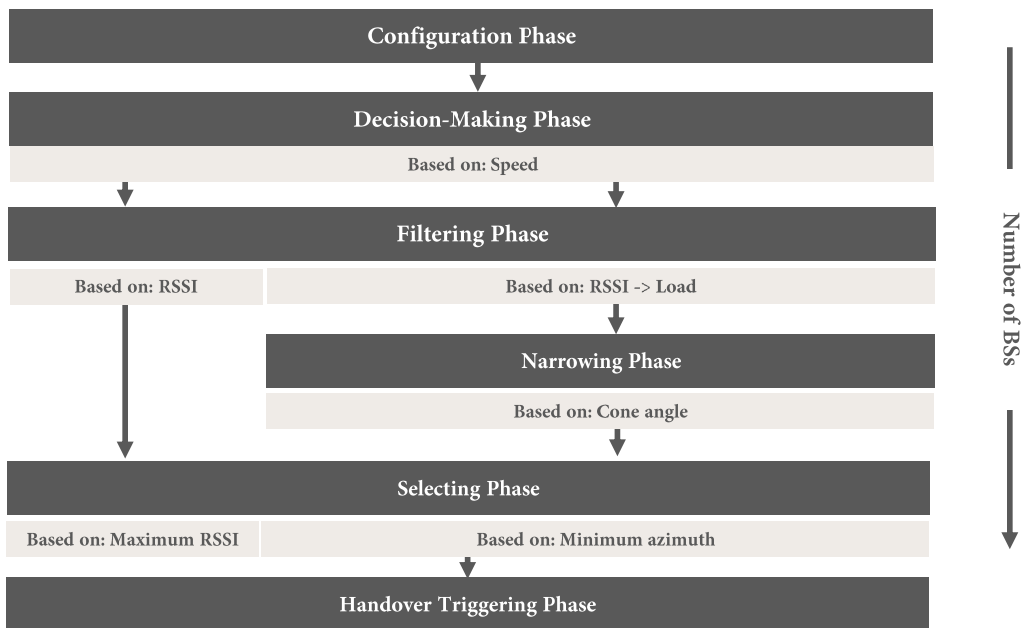 Configuration Phase
Decision-Making Phase
Based on: Speed
Filtering Phase
Based on: RSSI
Based on: RSSI -> Load
Narrowing Phase
Based on: Cone angle
Selecting Phase
Based on: Maximum RSSI
Based on: Minimum azimuth
Handover Triggering Phase
Number of BSs